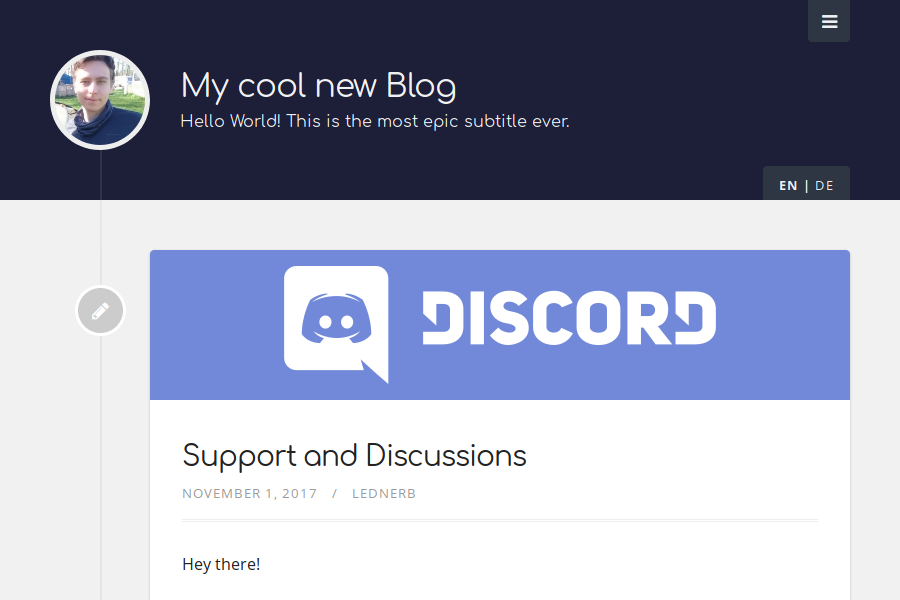 My cool new Blog
Hello World! This is the most epic subtitle ever.
EN | DE
DISCORD
Support and Discussions
NOVEMBER 1, 2017 / LEDNERB
Hey there!